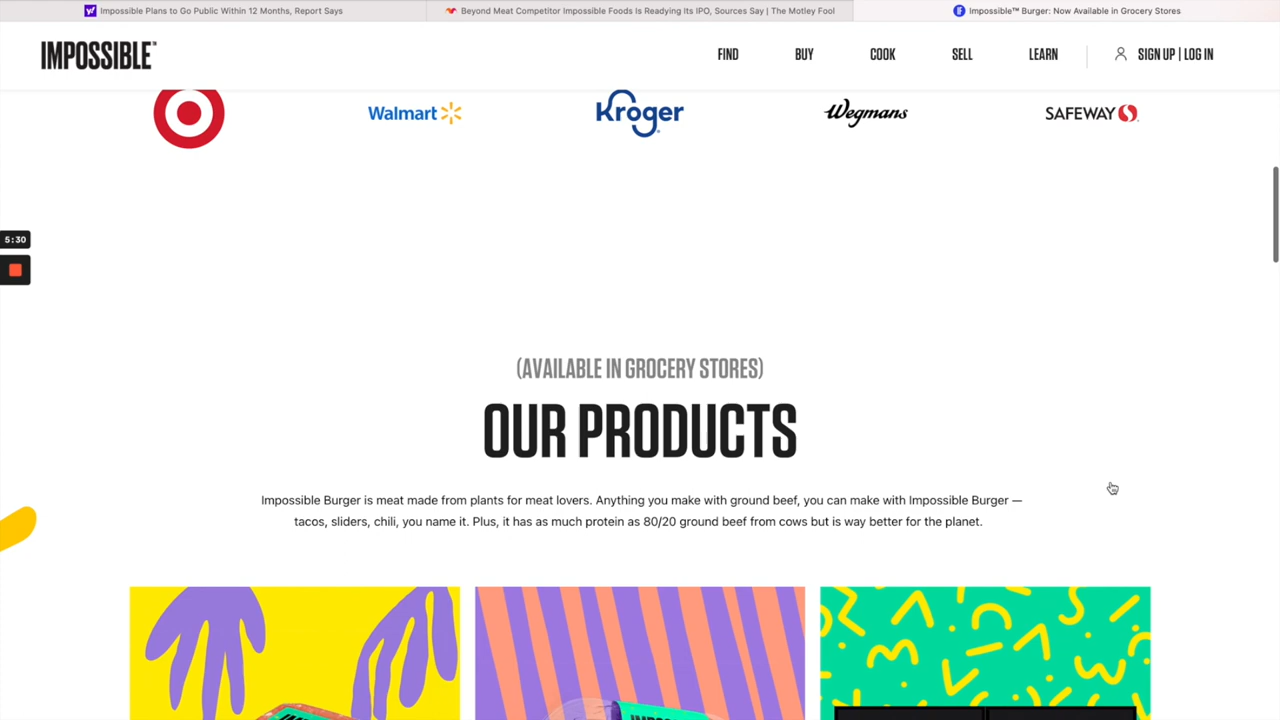 Impossible Plans to Go Public Within 12 Months, Report Says
Beyond Meat Competitor Impossible Foods Is Readying Its IPO, Sources Say | The Motley Fool
Impossible™ Burger: Now Available in Grocery Stores
IMPOSSIBLE™
FIND
BUY
COOK
SELL
LEARN
SIGN UP | LOG IN
Walmart
Kroger
Wegmans
SAFEWAY
5:30
(AVAILABLE IN GROCERY STORES)
OUR PRODUCTS
Impossible Burger is meat made from plants for meat lovers. Anything you make with ground beef, you can make with Impossible Burger —
tacos, sliders, chili, you name it. Plus, it has as much protein as 80/20 ground beef from cows but is way better for the planet.